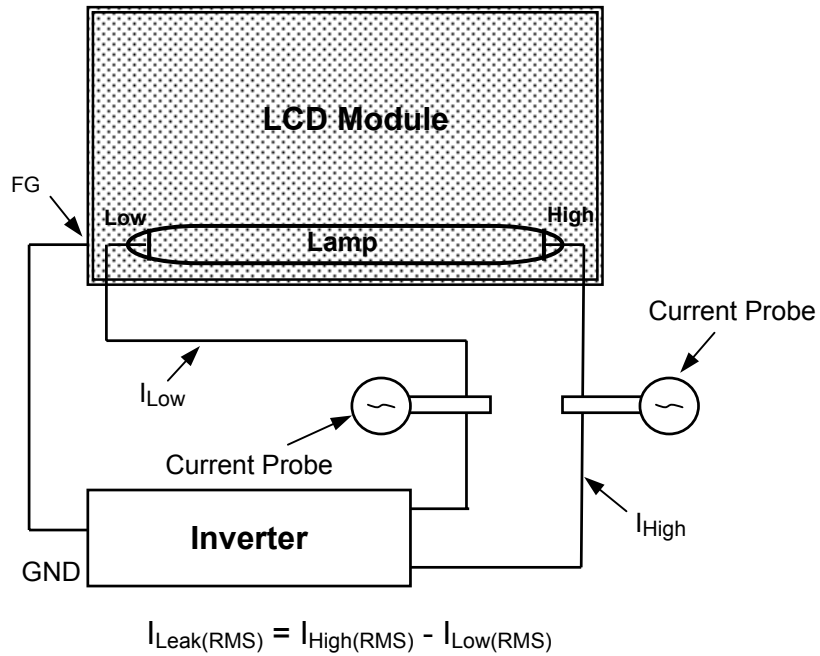 LCD Module
FG
Low
High
Lamp
Current Probe
I_Low
Current Probe
I_High
Inverter
GND
I_Leak(RMS) = I_High(RMS) - I_Low(RMS)